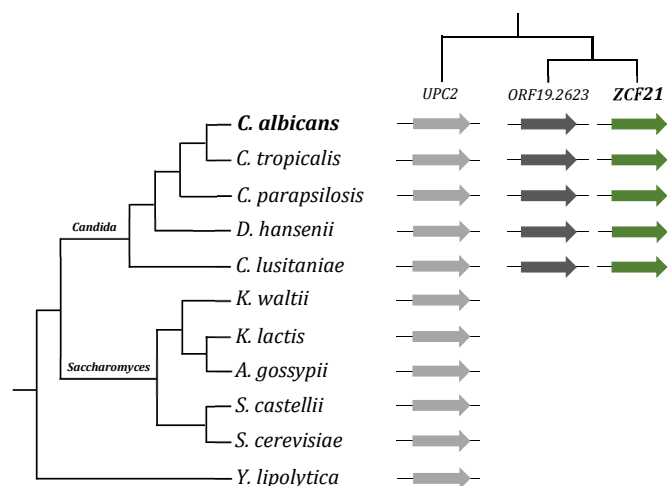 UPC2 ORF19.2623 ZCF21
C. albicans
C. tropicalis
C. parapsilosis
Candida
D. hansenii
C. lusitaniae
K. waltii
K. lactis
Saccharomyces
A. gossypii
S. castellii
S. cerevisiae
Y. lipolytica